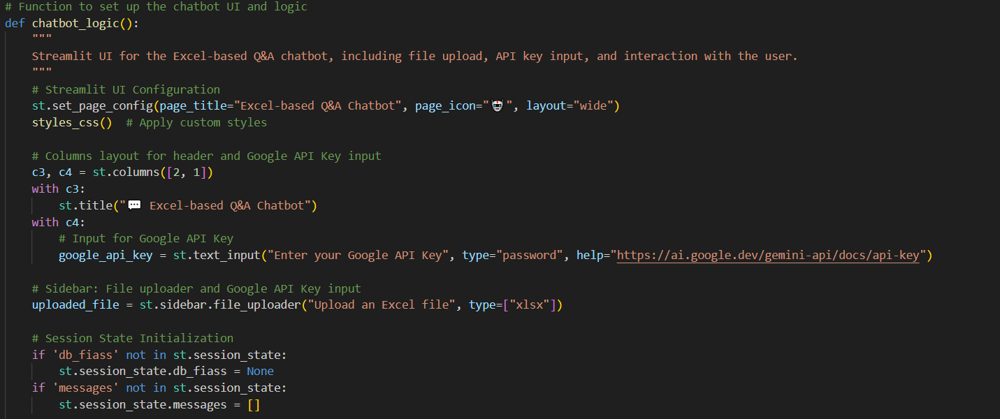 # Function to set up the chatbot UI and logic
def chatbot_logic():
    """
    Streamlit UI for the Excel-based Q&A chatbot, including file upload, API key input, and interaction with the user.
    """
    # Streamlit UI Configuration
    st.set_page_config(page_title="Excel-based Q&A Chatbot", page_icon="🤖", layout="wide")
    styles_css()  # Apply custom styles

    # Columns layout for header and Google API Key input
    c3, c4 = st.columns([2, 1])
    with c3:
        st.title("💬 Excel-based Q&A Chatbot")
    with c4:
        # Input for Google API Key
        google_api_key = st.text_input("Enter your Google API Key", type="password", help="https://ai.google.dev/gemini-api/docs/api-key")

    # Sidebar: File uploader and Google API Key input
    uploaded_file = st.sidebar.file_uploader("Upload an Excel file", type=["xlsx"])

    # Session State Initialization
    if 'db_fiass' not in st.session_state:
        st.session_state.db_fiass = None
    if 'messages' not in st.session_state:
        st.session_state.messages = []